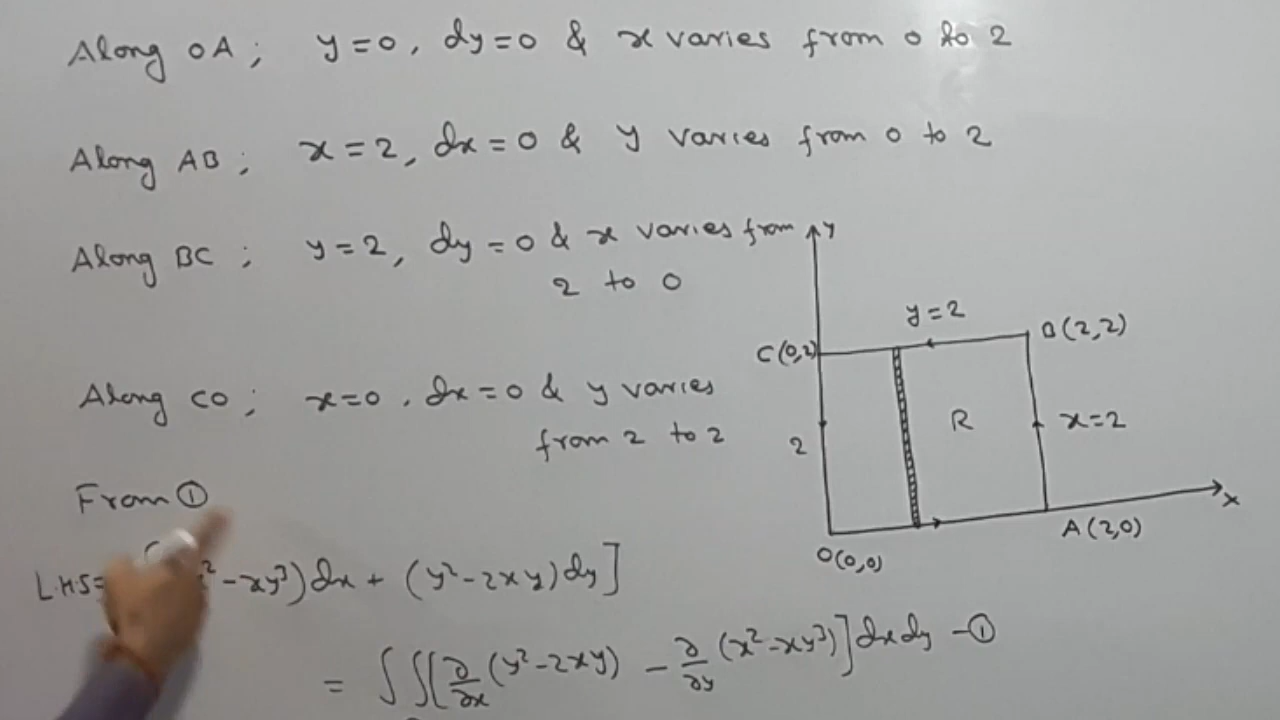 Along OA; y=0, dy=0 & x varies from 0 to 2
Along AB; x=2, dx=0 & y varies from 0 to 2
Along BC; y=2, dy=0 & x varies from
2 to 0
Along CO; x=0, dx=0 & y varies
from 2 to 2
From ①
L.H.S= ² -xy³)dx + (y²-2xy)dy]
= ∫∫[∂/∂x (y²-2xy) - ∂/∂y (x²-xy³)]dxdy -①
Y
y=2
C(0,2)
B(2,2)
2
R
x=2
X
O(0,0)
A(2,0)